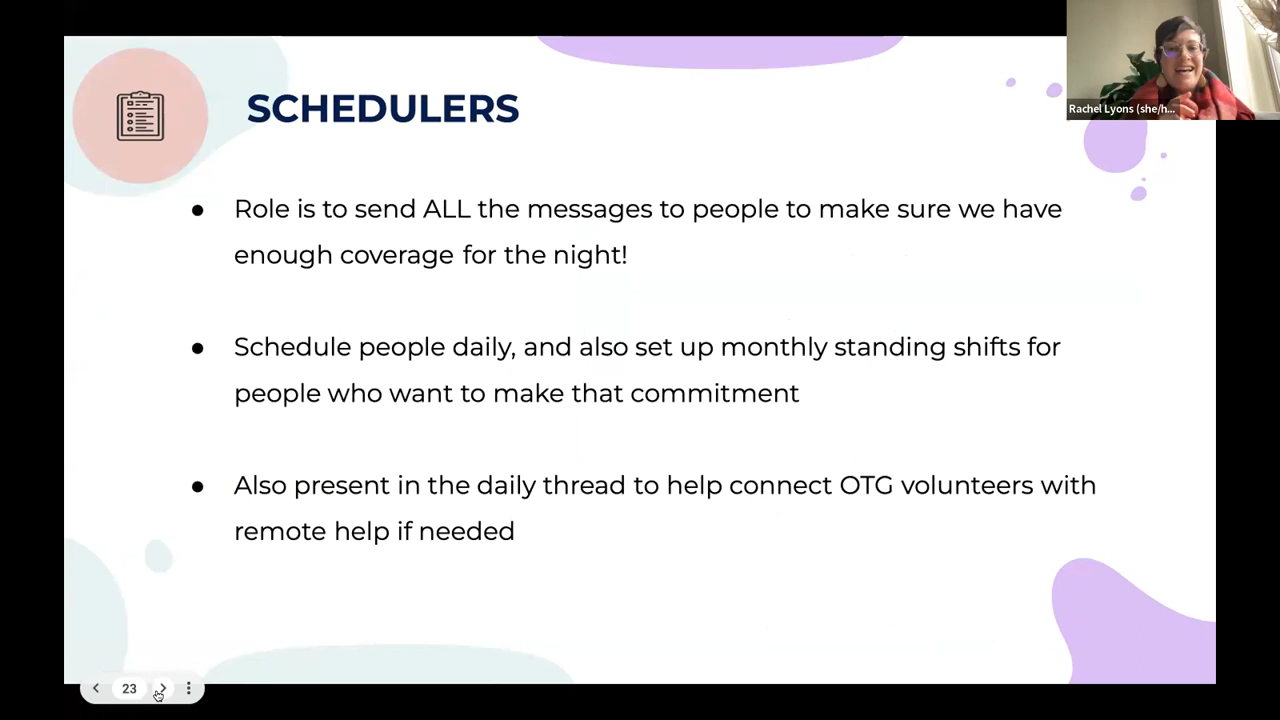 SCHEDULERS
Rachel Lyons (she/h...
● Role is to send ALL the messages to people to make sure we have
enough coverage for the night!
● Schedule people daily, and also set up monthly standing shifts for
people who want to make that commitment
● Also present in the daily thread to help connect OTG volunteers with
remote help if needed
23